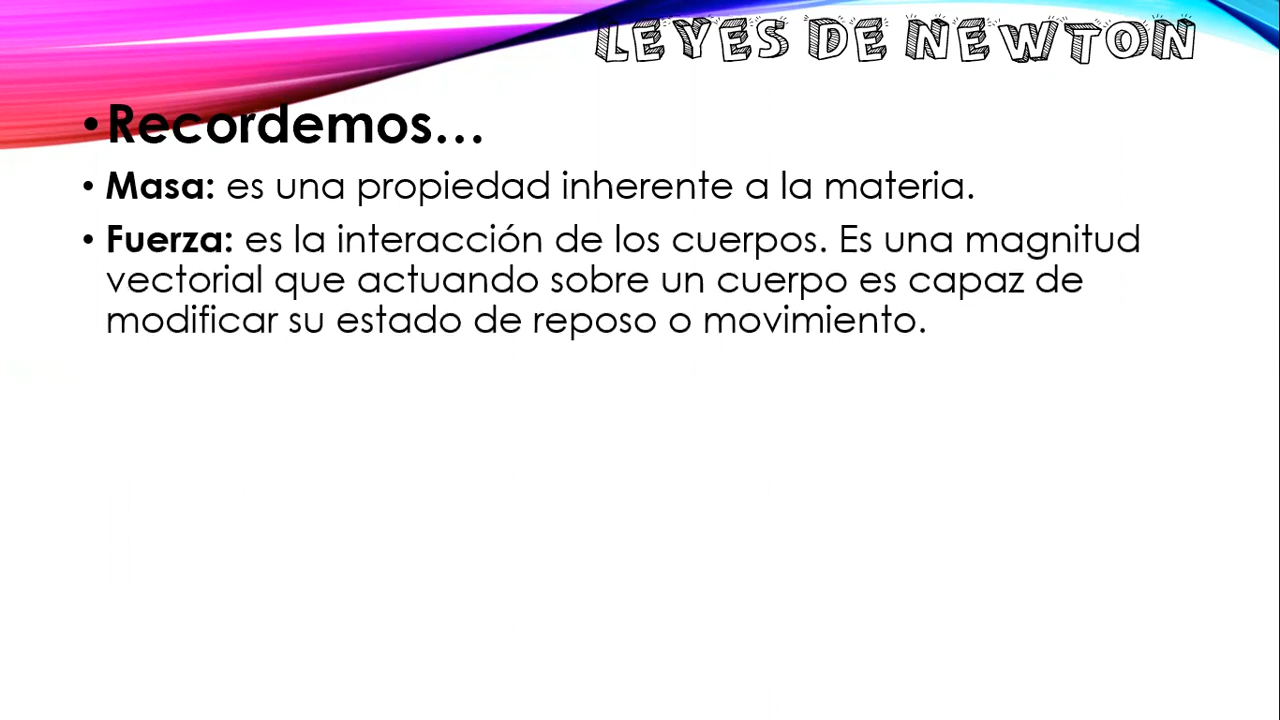 LEYES DE NEWTON
•Recordemos...
• Masa: es una propiedad inherente a la materia.
• Fuerza: es la interacción de los cuerpos. Es una magnitud
vectorial que actuando sobre un cuerpo es capaz de
modificar su estado de reposo o movimiento.